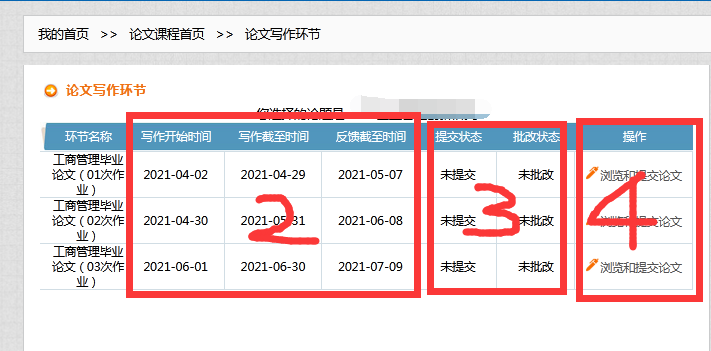 我的首页 >> 论文课程首页 >> 论文写作环节
论文写作环节
您选择的论题是
环节名称 写作开始时间 写作截至时间 反馈截至时间 提交状态 批改状态 操作
工商管理毕业
论文（01次作
业）
2021-04-02 2021-04-29 2021-05-07 未提交 未批改 浏览和提交论文
工商管理毕业
论文（02次作
业）
2021-04-30 2021-05-31 2021-06-08 未提交 未批改 浏览和提交论文
工商管理毕业
论文（03次作
业）
2021-06-01 2021-06-30 2021-07-09 未提交 未批改 浏览和提交论文
2 3 1